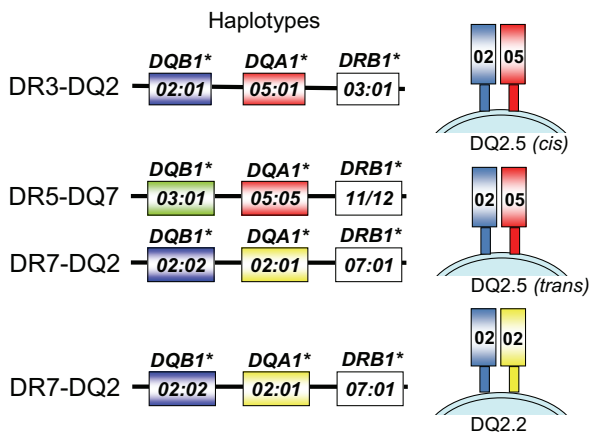 Haplotypes
DQB1* DQA1* DRB1*
DR3-DQ2 02:01 05:01 03:01
02 05
DQ2.5 (cis)
DQB1* DQA1* DRB1*
DR5-DQ7 03:01 05:05 11/12
02 05
DQB1* DQA1* DRB1*
DR7-DQ2 02:02 02:01 07:01
DQ2.5 (trans)
02 02
DQB1* DQA1* DRB1*
DR7-DQ2 02:02 02:01 07:01
DQ2.2